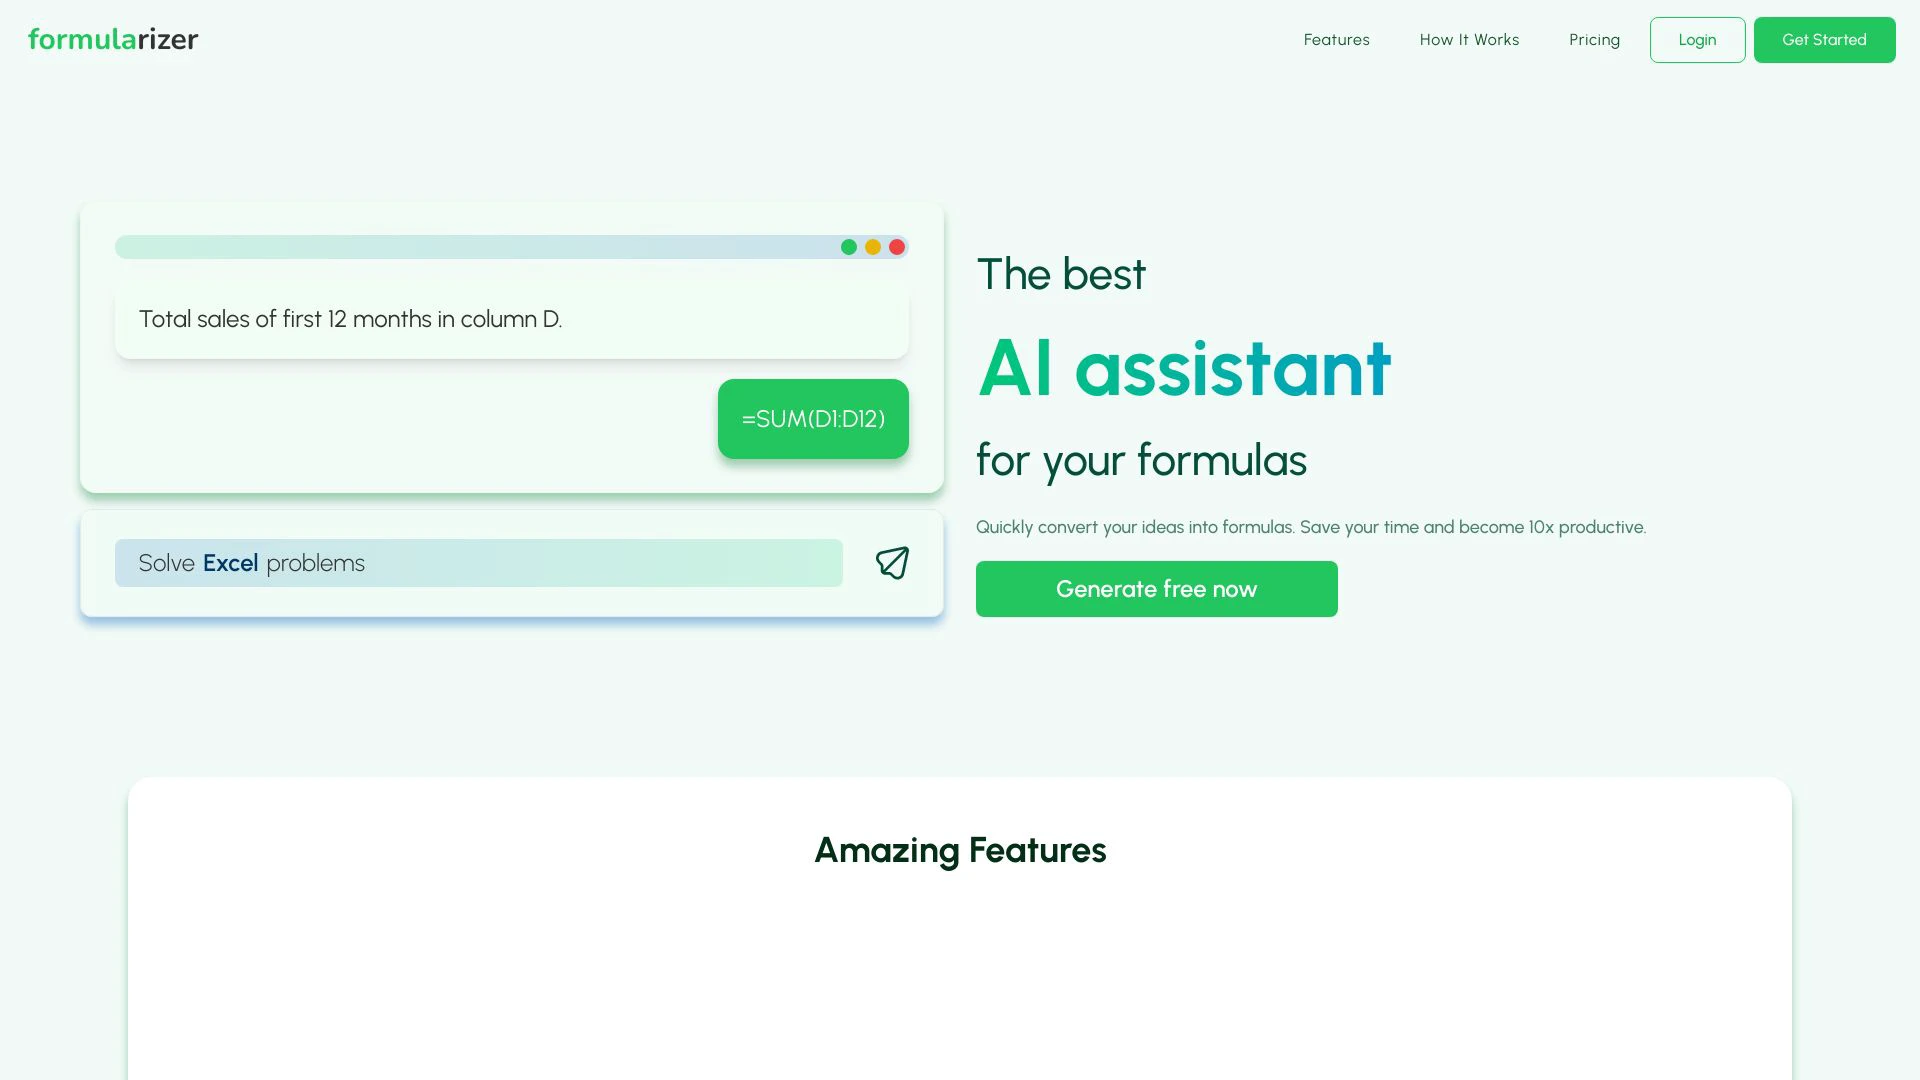 formularizer
Features
How It Works
Pricing
Login
Get Started
Total sales of first 12 months in column D.
=SUM(D1:D12)
Solve Excel problems
The best
AI assistant
for your formulas
Quickly convert your ideas into formulas. Save your time and become 10x productive.
Generate free now
Amazing Features